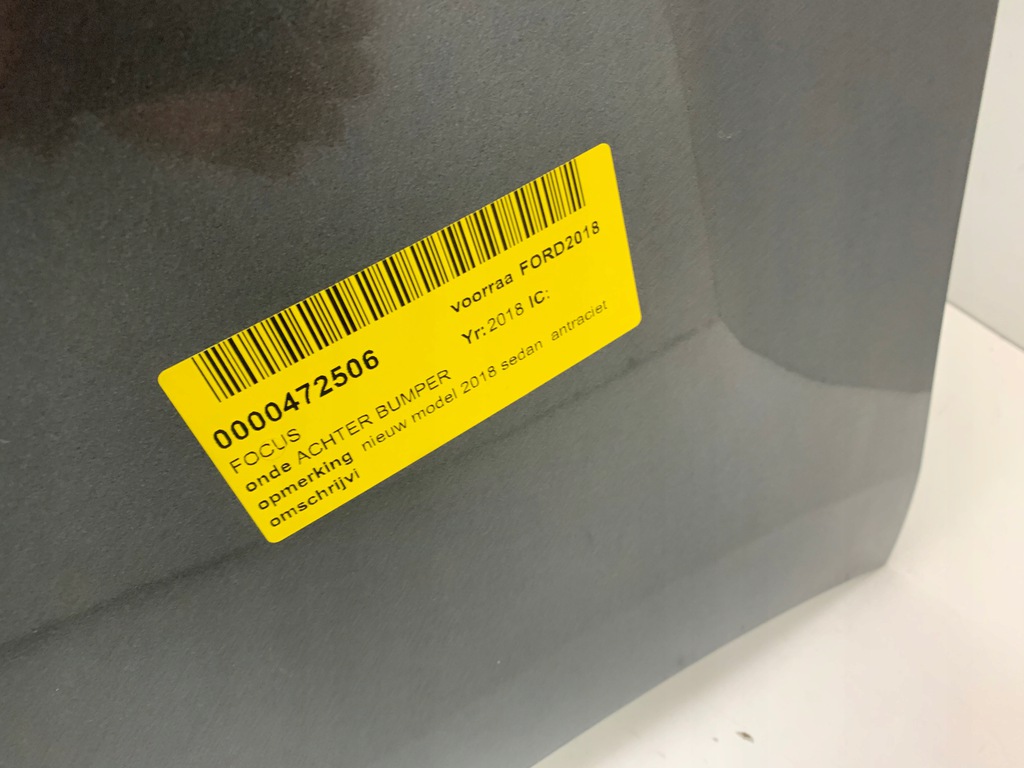 0000472506
voorraa FORD2018
FOCUS
Yr:2018 IC:
onde ACHTER BUMPER
opmerking nieuw model 2018 sedan antraciet
omschrijvi